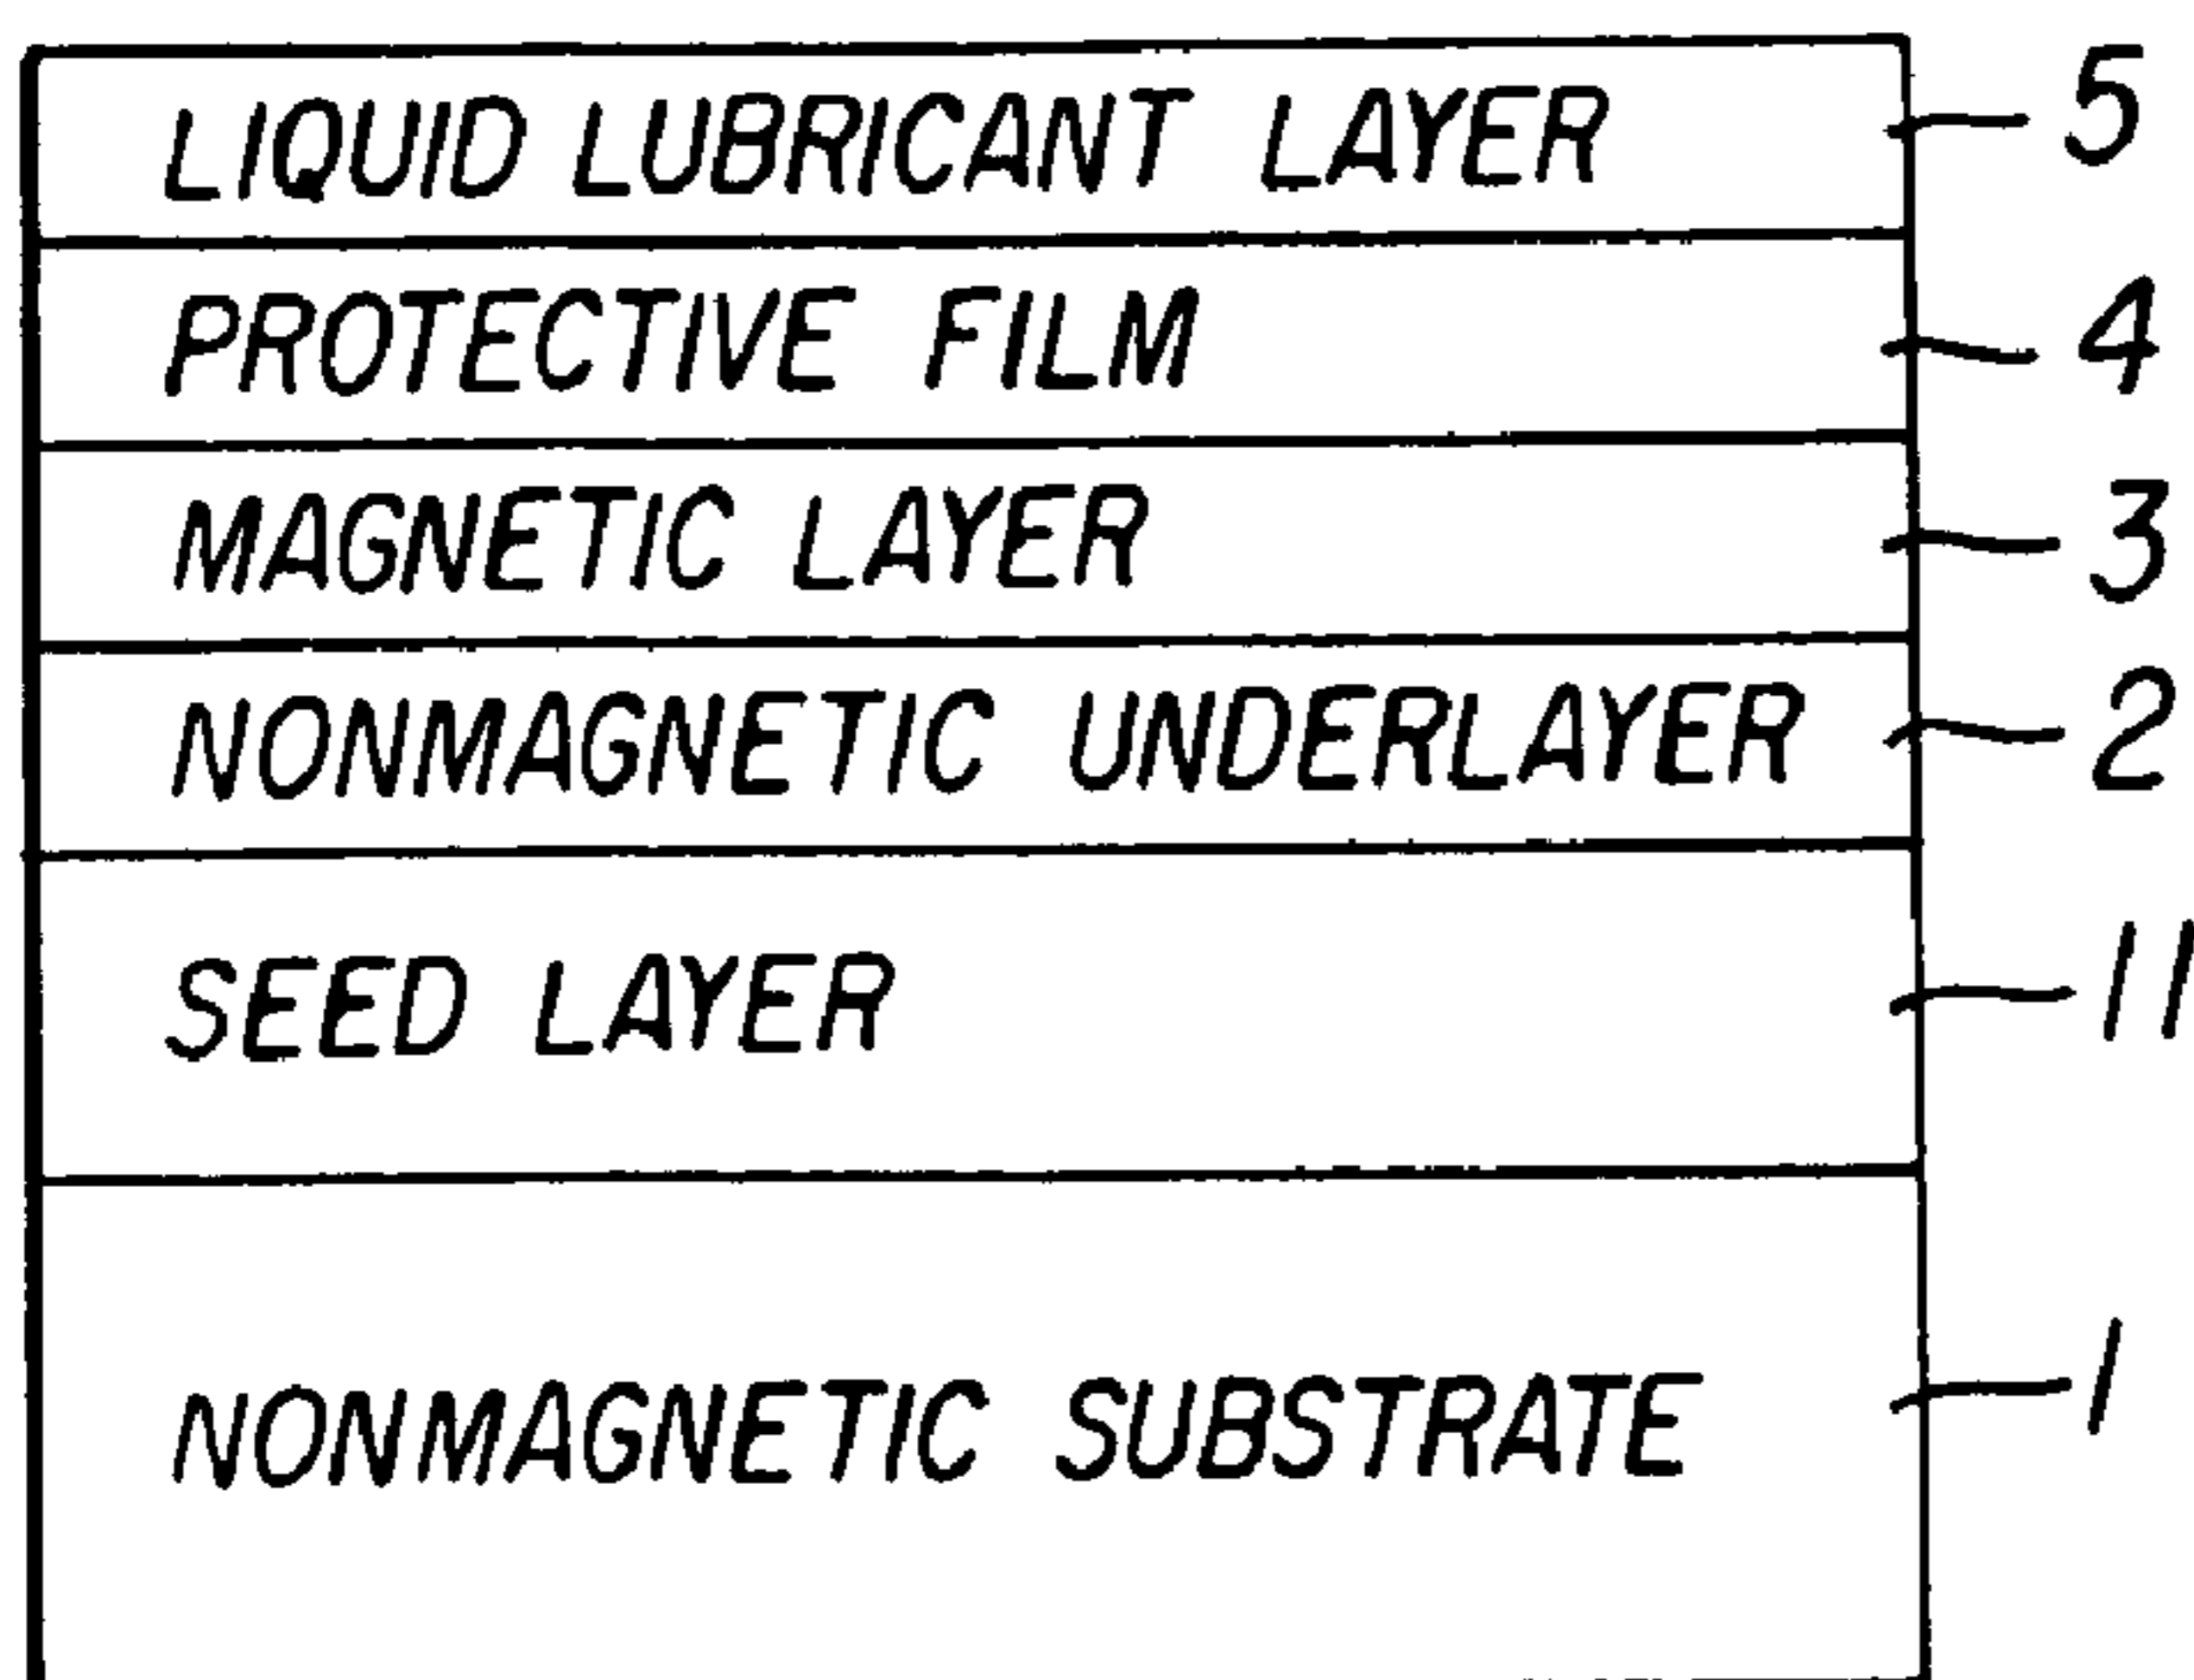 LIQUID LUBRICANT LAYER 5
PROTECTIVE FILM 4
MAGNETIC LAYER 3
NONMAGNETIC UNDERLAYER 2
SEED LAYER 11
NONMAGNETIC SUBSTRATE 1